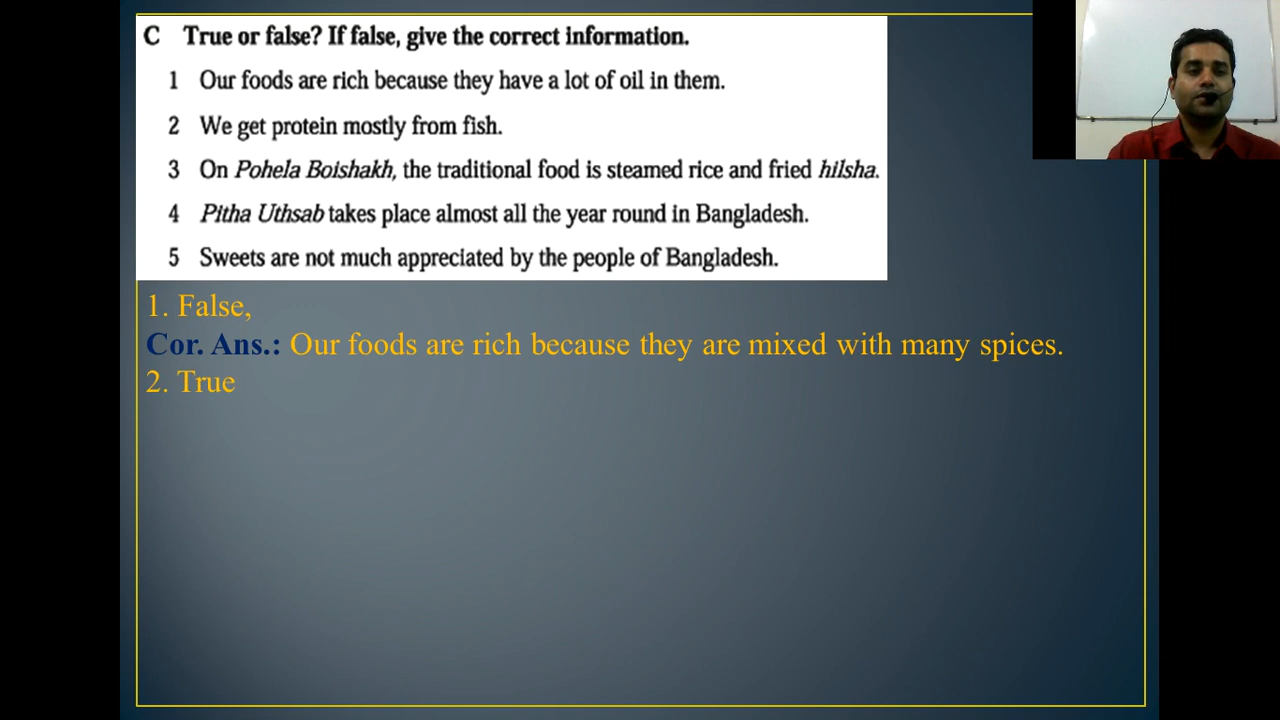 C True or false? If false, give the correct information.
1 Our foods are rich because they have a lot of oil in them.
2 We get protein mostly from fish.
3 On Pohela Boishakh, the traditional food is steamed rice and fried hilsha.
4 Pitha Uthsab takes place almost all the year round in Bangladesh.
5 Sweets are not much appreciated by the people of Bangladesh.
1. False,
Cor. Ans.: Our foods are rich because they are mixed with many spices.
2. True